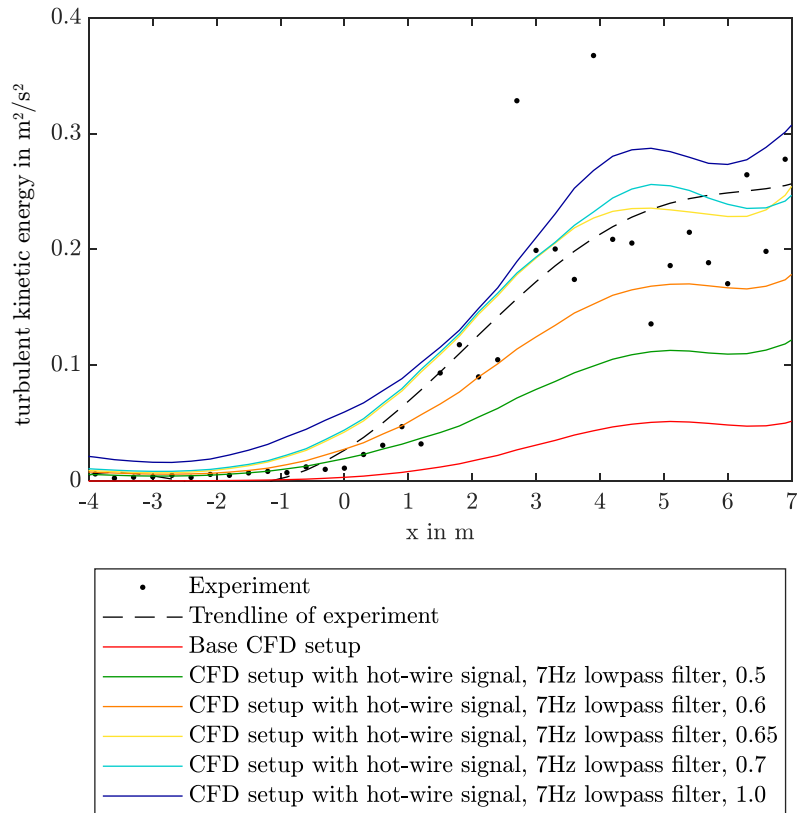 0.4
0.3
0.2
0.1
0
turbulent kinetic energy in m²/s²
-4 -3 -2 -1 0 1 2 3 4 5 6 7
x in m
Experiment
Trendline of experiment
Base CFD setup
CFD setup with hot-wire signal, 7Hz lowpass filter, 0.5
CFD setup with hot-wire signal, 7Hz lowpass filter, 0.6
CFD setup with hot-wire signal, 7Hz lowpass filter, 0.65
CFD setup with hot-wire signal, 7Hz lowpass filter, 0.7
CFD setup with hot-wire signal, 7Hz lowpass filter, 1.0